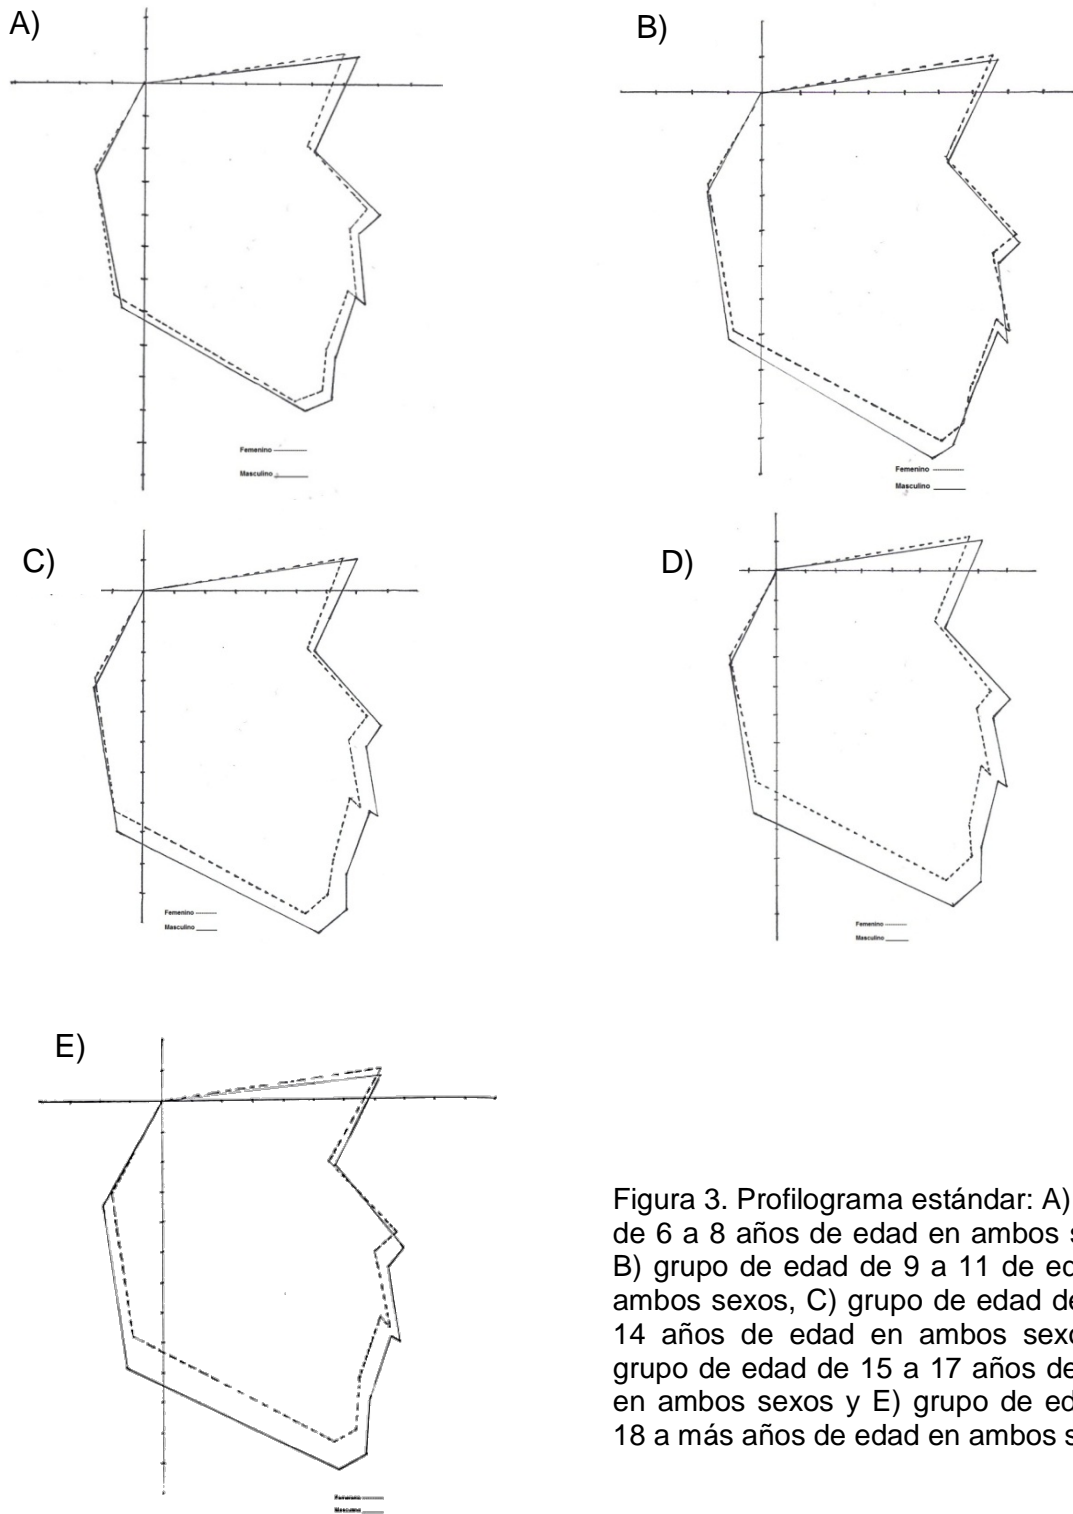 A)
B)
Femenino
Masculino
Femenino
Masculino
C)
D)
Femenino
Masculino
Femenino
Masculino
E)
Figura 3. Profilograma estándar: A)
de 6 a 8 años de edad en ambos s
B) grupo de edad de 9 a 11 de ed
ambos sexos, C) grupo de edad de
14 años de edad en ambos sexo
grupo de edad de 15 a 17 años de
en ambos sexos y E) grupo de ed
18 a más años de edad en ambos s
Femenino
Masculino